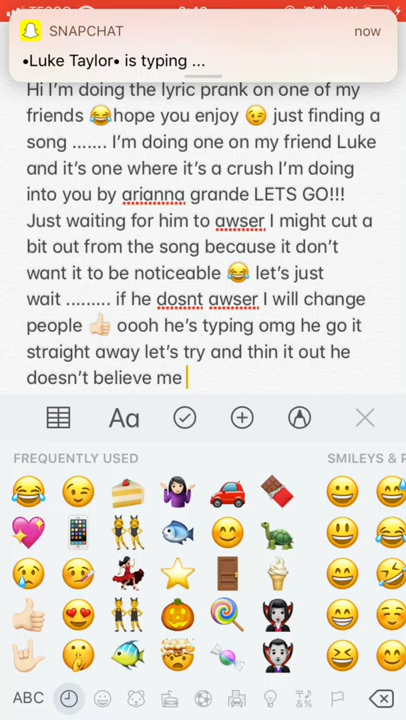 SNAPCHAT now
•Luke Taylor• is typing ...
Hi I'm doing the lyric prank on one of my
friends 😂hope you enjoy 😉 just finding a
song ....... I'm doing one on my friend Luke
and it's one where it's a crush I'm doing
into you by arianna grande LETS GO!!!
Just waiting for him to awser I might cut a
bit out from the song because it don't
want it to be noticeable 😂 let's just
wait ......... if he dosnt awser I will change
people 👍🏻 oooh he's typing omg he go it
straight away let's try and thin it out he
doesn't believe me
Aa
FREQUENTLY USED SMILEYS & P
ABC